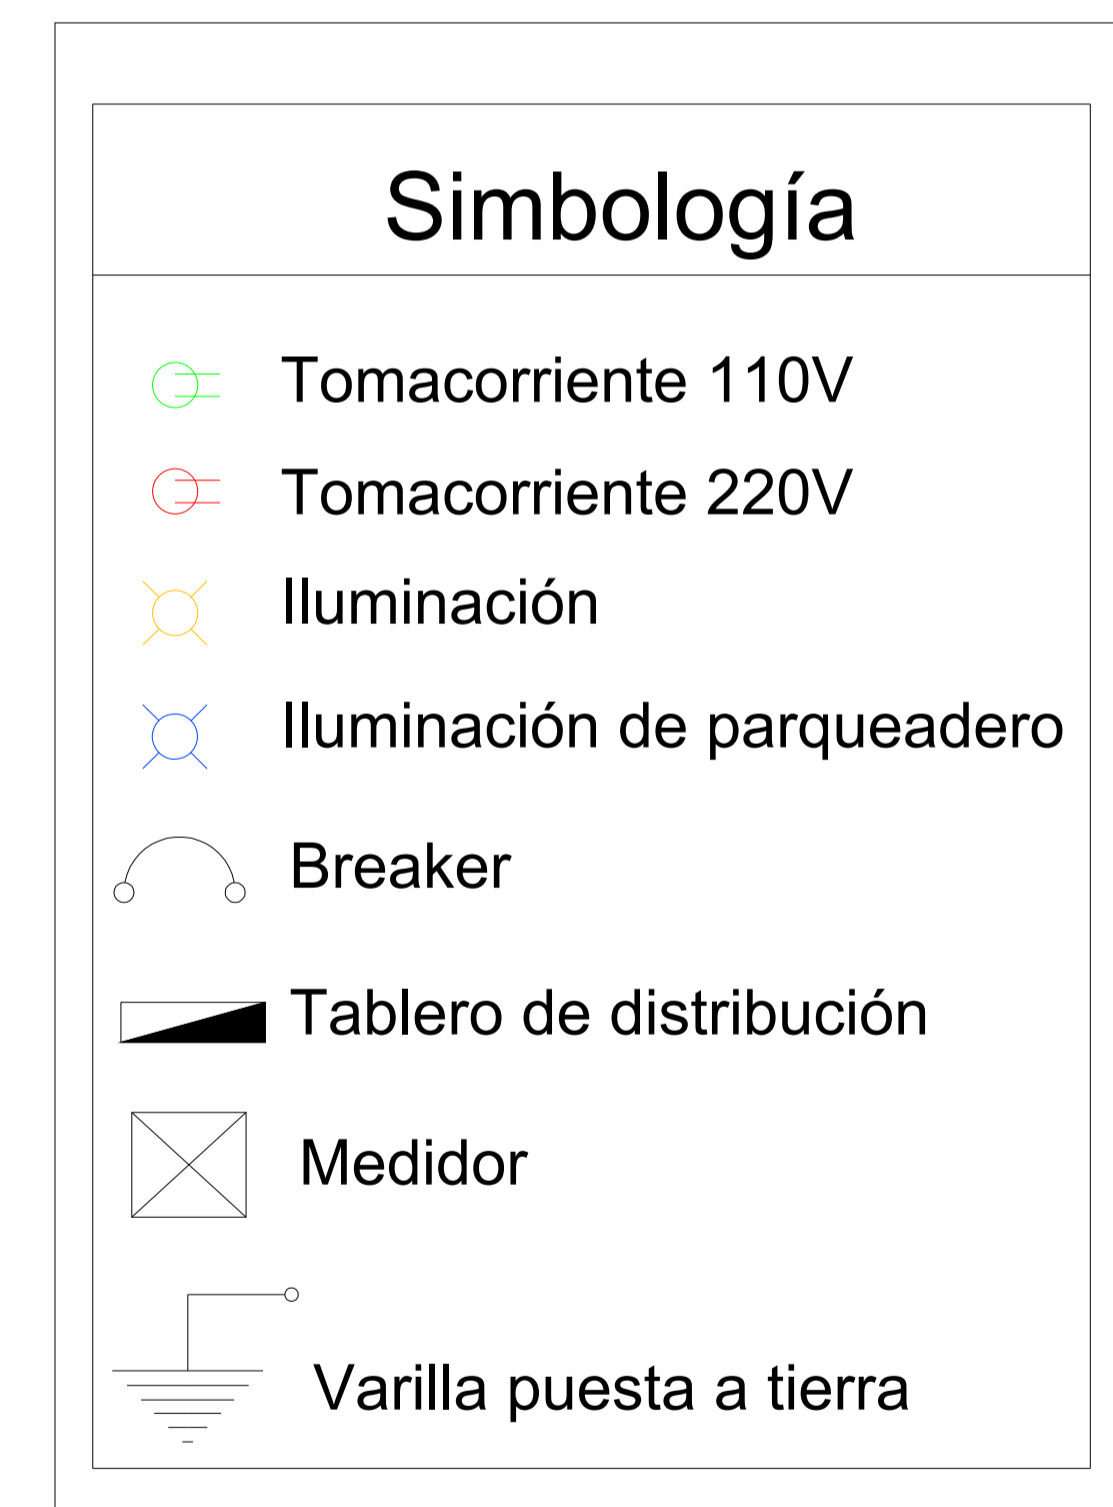 Simbología
Tomacorriente 110V
Tomacorriente 220V
Iluminación
Iluminación de parqueadero
Breaker
Tablero de distribución
Medidor
Varilla puesta a tierra